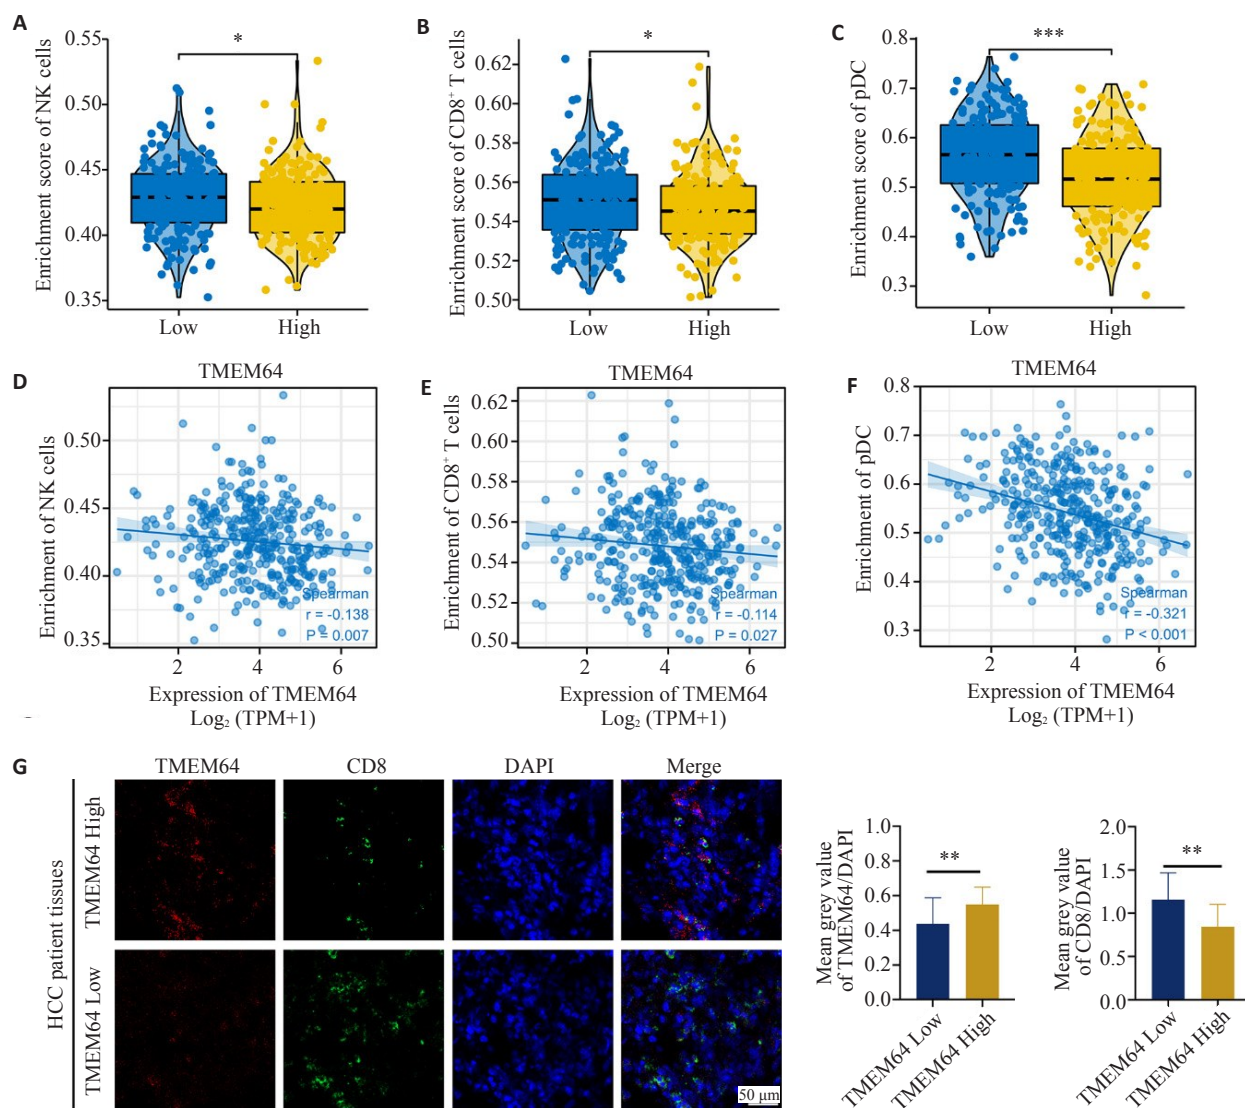 A
Enrichment score of NK cells
0.55
0.50
0.45
0.40
0.35
*
Low
High
TMEM64
B
Enrichment score of CD8⁺ T cells
0.62
0.60
0.58
0.56
0.54
0.52
0.50
*
Low
High
TMEM64
C
Enrichment score of pDC
0.8
0.7
0.6
0.5
0.4
0.3
***
Low
High
TMEM64
D
Enrichment of NK cells
0.50
0.45
0.40
0.35
Spearman
r = -0.138
P = 0.007
2
4
6
Expression of TMEM64
Log₂ (TPM+1)
E
Enrichment of CD8⁺ T cells
0.62
0.60
0.58
0.56
0.54
0.52
0.50
Spearman
r = -0.114
P = 0.027
2
4
6
Expression of TMEM64
Log₂ (TPM+1)
F
Enrichment of pDC
0.8
0.7
0.6
0.5
0.4
0.3
Spearman
r = -0.321
P < 0.001
2
4
6
Expression of TMEM64
Log₂ (TPM+1)
G
TMEM64
CD8
DAPI
Merge
HCC patient tissues
TMEM64 High
TMEM64 Low
50 μm
Mean grey value
of TMEM64/DAPI
1.0
0.8
0.6
0.4
0.2
0.0
**
TMEM64 Low
TMEM64 High
Mean grey value
of CD8/DAPI
2.0
1.5
1.0
0.5
0.0
**
TMEM64 Low
TMEM64 High